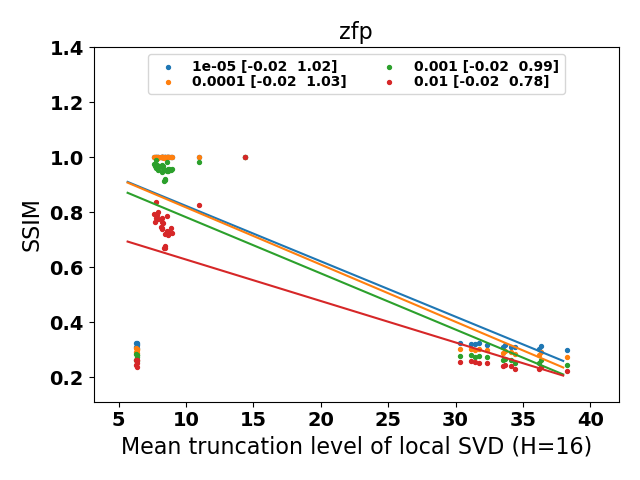 zfp
1e-05 [-0.02  1.02]
0.0001 [-0.02  1.03]
0.001 [-0.02  0.99]
0.01 [-0.02  0.78]
SSIM
1.4
1.2
1.0
0.8
0.6
0.4
0.2
5 10 15 20 25 30 35 40
Mean truncation level of local SVD (H=16)